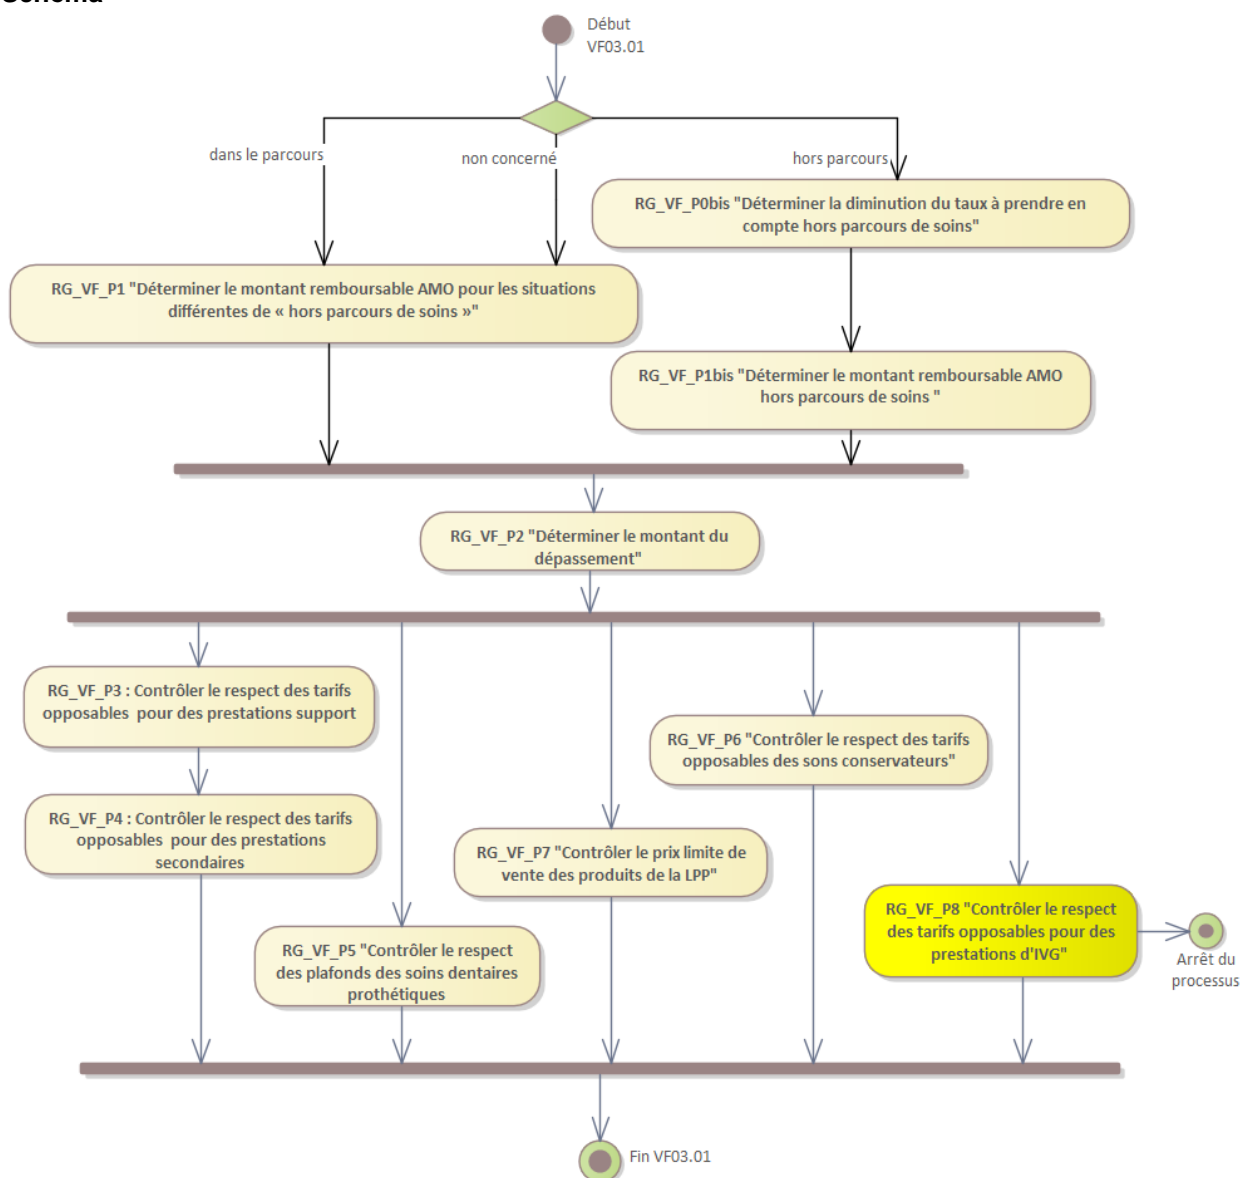 Schéma
Début
VF03.01
dans le parcours
non concerné
hors parcours
RG_VF_P0bis "Déterminer la diminution du taux à prendre en
compte hors parcours de soins"
RG_VF_P1 "Déterminer le montant remboursable AMO pour les situations
différentes de « hors parcours de soins »"
RG_VF_P1bis "Déterminer le montant remboursable AMO
hors parcours de soins "
RG_VF_P2 "Déterminer le montant du
dépassement"
RG_VF_P3 : Contrôler le respect des tarifs
opposables  pour des prestations support
RG_VF_P4 : Contrôler le respect des tarifs
opposables  pour des prestations
secondaires
RG_VF_P5 "Contrôler le respect
des plafonds des soins dentaires
prothétiques
RG_VF_P7 "Contrôler le prix limite de
vente des produits de la LPP"
RG_VF_P6 "Contrôler le respect des tarifs
opposables des sons conservateurs"
RG_VF_P8 "Contrôler le respect
des tarifs opposables pour des
prestations d'IVG"
Arrêt du
processus
Fin VF03.01